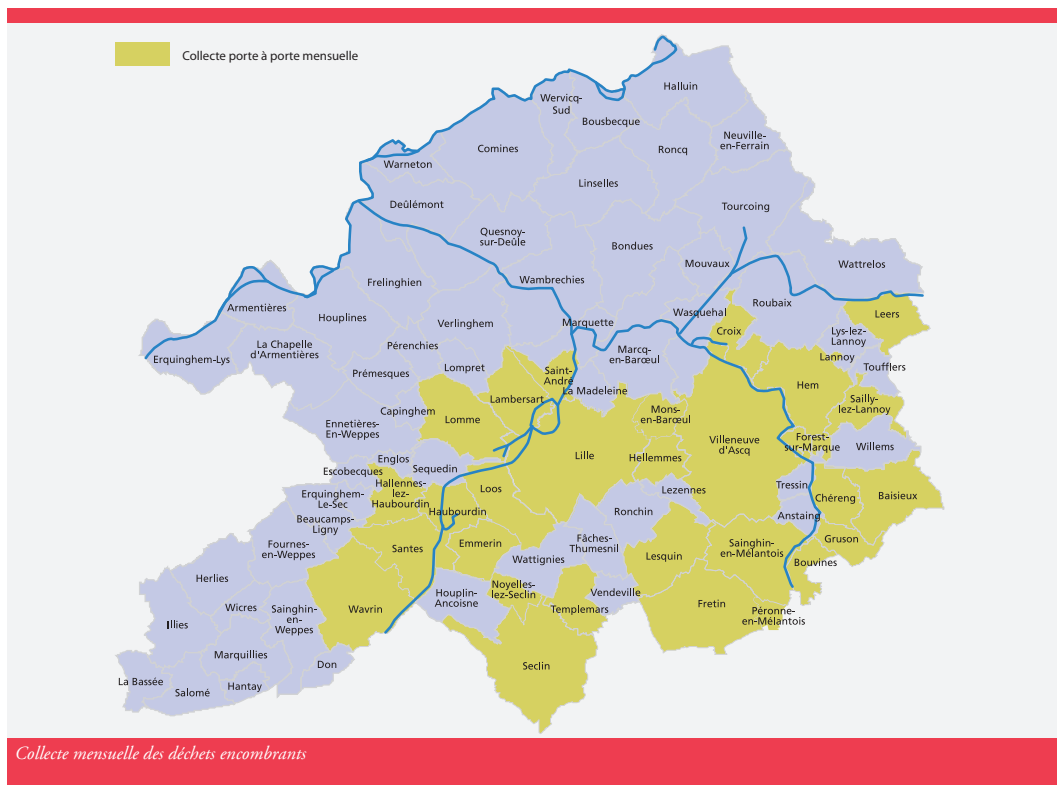 Collecte porte à porte mensuelle
Halluin
Wervicq-
Sud
Bousbecque
Neuville-
en-Ferrain
Comines
Roncq
Warneton
Linselles
Deûlémont
Tourcoing
Quesnoy-
sur-Deûle
Bondues
Mouvaux
Wattrelos
Frelinghien
Wambrechies
Armentières
Houplines
Roubaix
Wasquehal
Leers
Verlinghem
Marquette
Croix
Lys-lez-
Lannoy
La Chapelle
d'Armentières
Pérenchies
Marcq-
en-Barœul
Erquinghem-Lys
Lannoy
Prémesques
Lompret
Saint-
André
Toufflers
Hem
La Madeleine
Lambersart
Sailly-
lez-Lannoy
Capinghem
Lomme
Mons-
en-Barœul
Ennetières-
En-Weppes
Villeneuve
d'Ascq
Forest-
sur-Marque
Willems
Lille
Hellemmes
Englos
Escobecques
Sequedin
Hallennes-
lez-
Haubourdin
Loos
Lezennes
Tressin
Chéreng
Baisieux
Erquinghem-
Le-Sec
Haubourdin
Ronchin
Anstaing
Beaucamps-
Ligny
Fâches-
Thumesnil
Gruson
Fournes-
en-Weppes
Santes
Emmerin
Wattignies
Lesquin
Sainghin-
en-Mélantois
Bouvines
Herlies
Houplin-
Ancoisne
Noyelles-
lez-Seclin
Vendeville
Wicres
Sainghin-
en-
Weppes
Wavrin
Templemars
Fretin
Péronne-
en-Mélantois
Illies
Marquillies
Don
Seclin
La Bassée
Salomé
Hantay
Collecte mensuelle des déchets encombrants